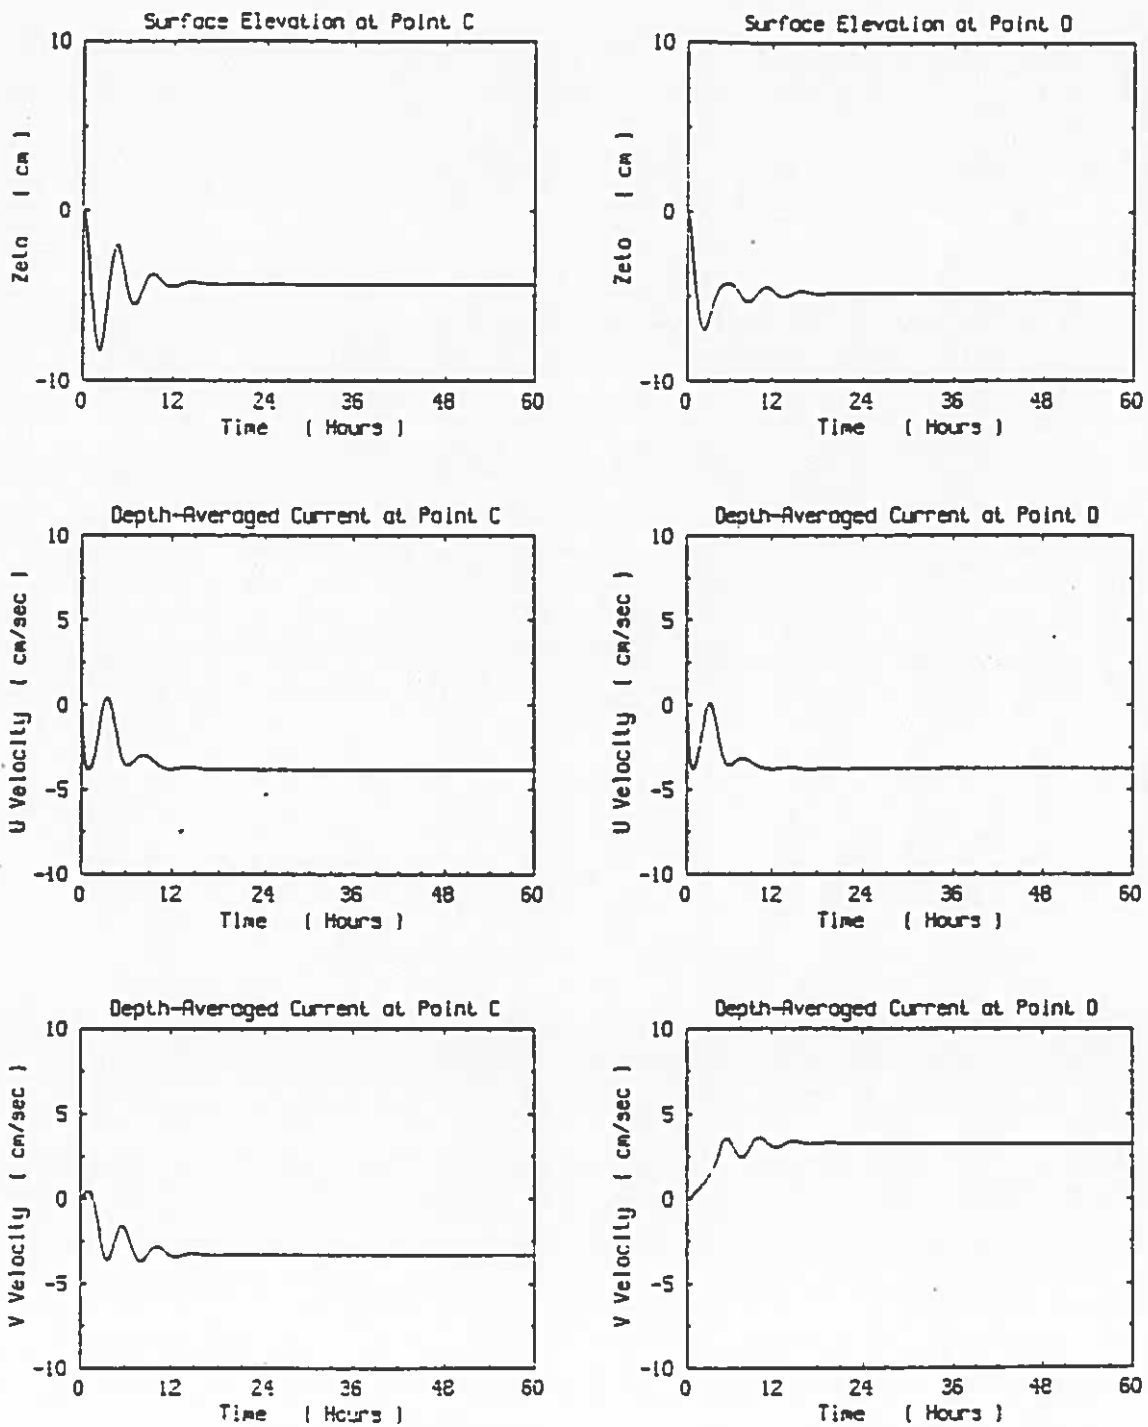 Surface Elevation at Point C
10
0
-10
Zeta ( cm )
0 12 24 36 48 60
Time ( Hours )
Surface Elevation at Point D
10
0
-10
Zeta ( cm )
0 12 24 36 48 60
Time ( Hours )
Depth-Averaged Current at Point C
10
5
0
-5
-10
U Velocity ( cm/sec )
0 12 24 36 48 60
Time ( Hours )
Depth-Averaged Current at Point D
10
5
0
-5
-10
U Velocity ( cm/sec )
0 12 24 36 48 60
Time ( Hours )
Depth-Averaged Current at Point C
10
5
0
-5
-10
V Velocity ( cm/sec )
0 12 24 36 48 60
Time ( Hours )
Depth-Averaged Current at Point D
10
5
0
-5
-10
V Velocity ( cm/sec )
0 12 24 36 48 60
Time ( Hours )